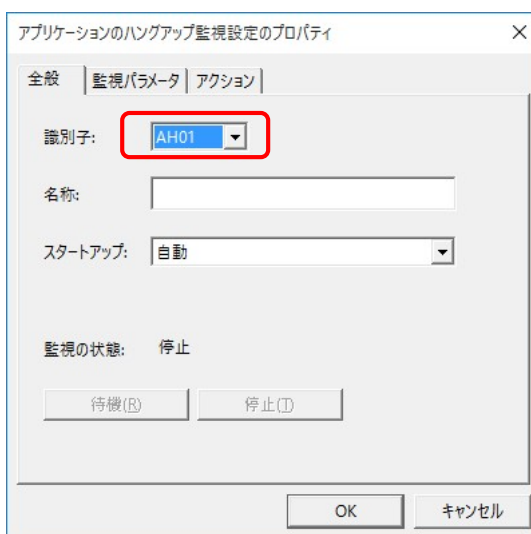 アプリケーションのハングアップ監視設定のプロパティ
全般 監視パラメータ アクション
識別子: AH01
名称:
スタートアップ: 自動
監視の状態: 停止
待機(R) 停止(T)
OK キャンセル